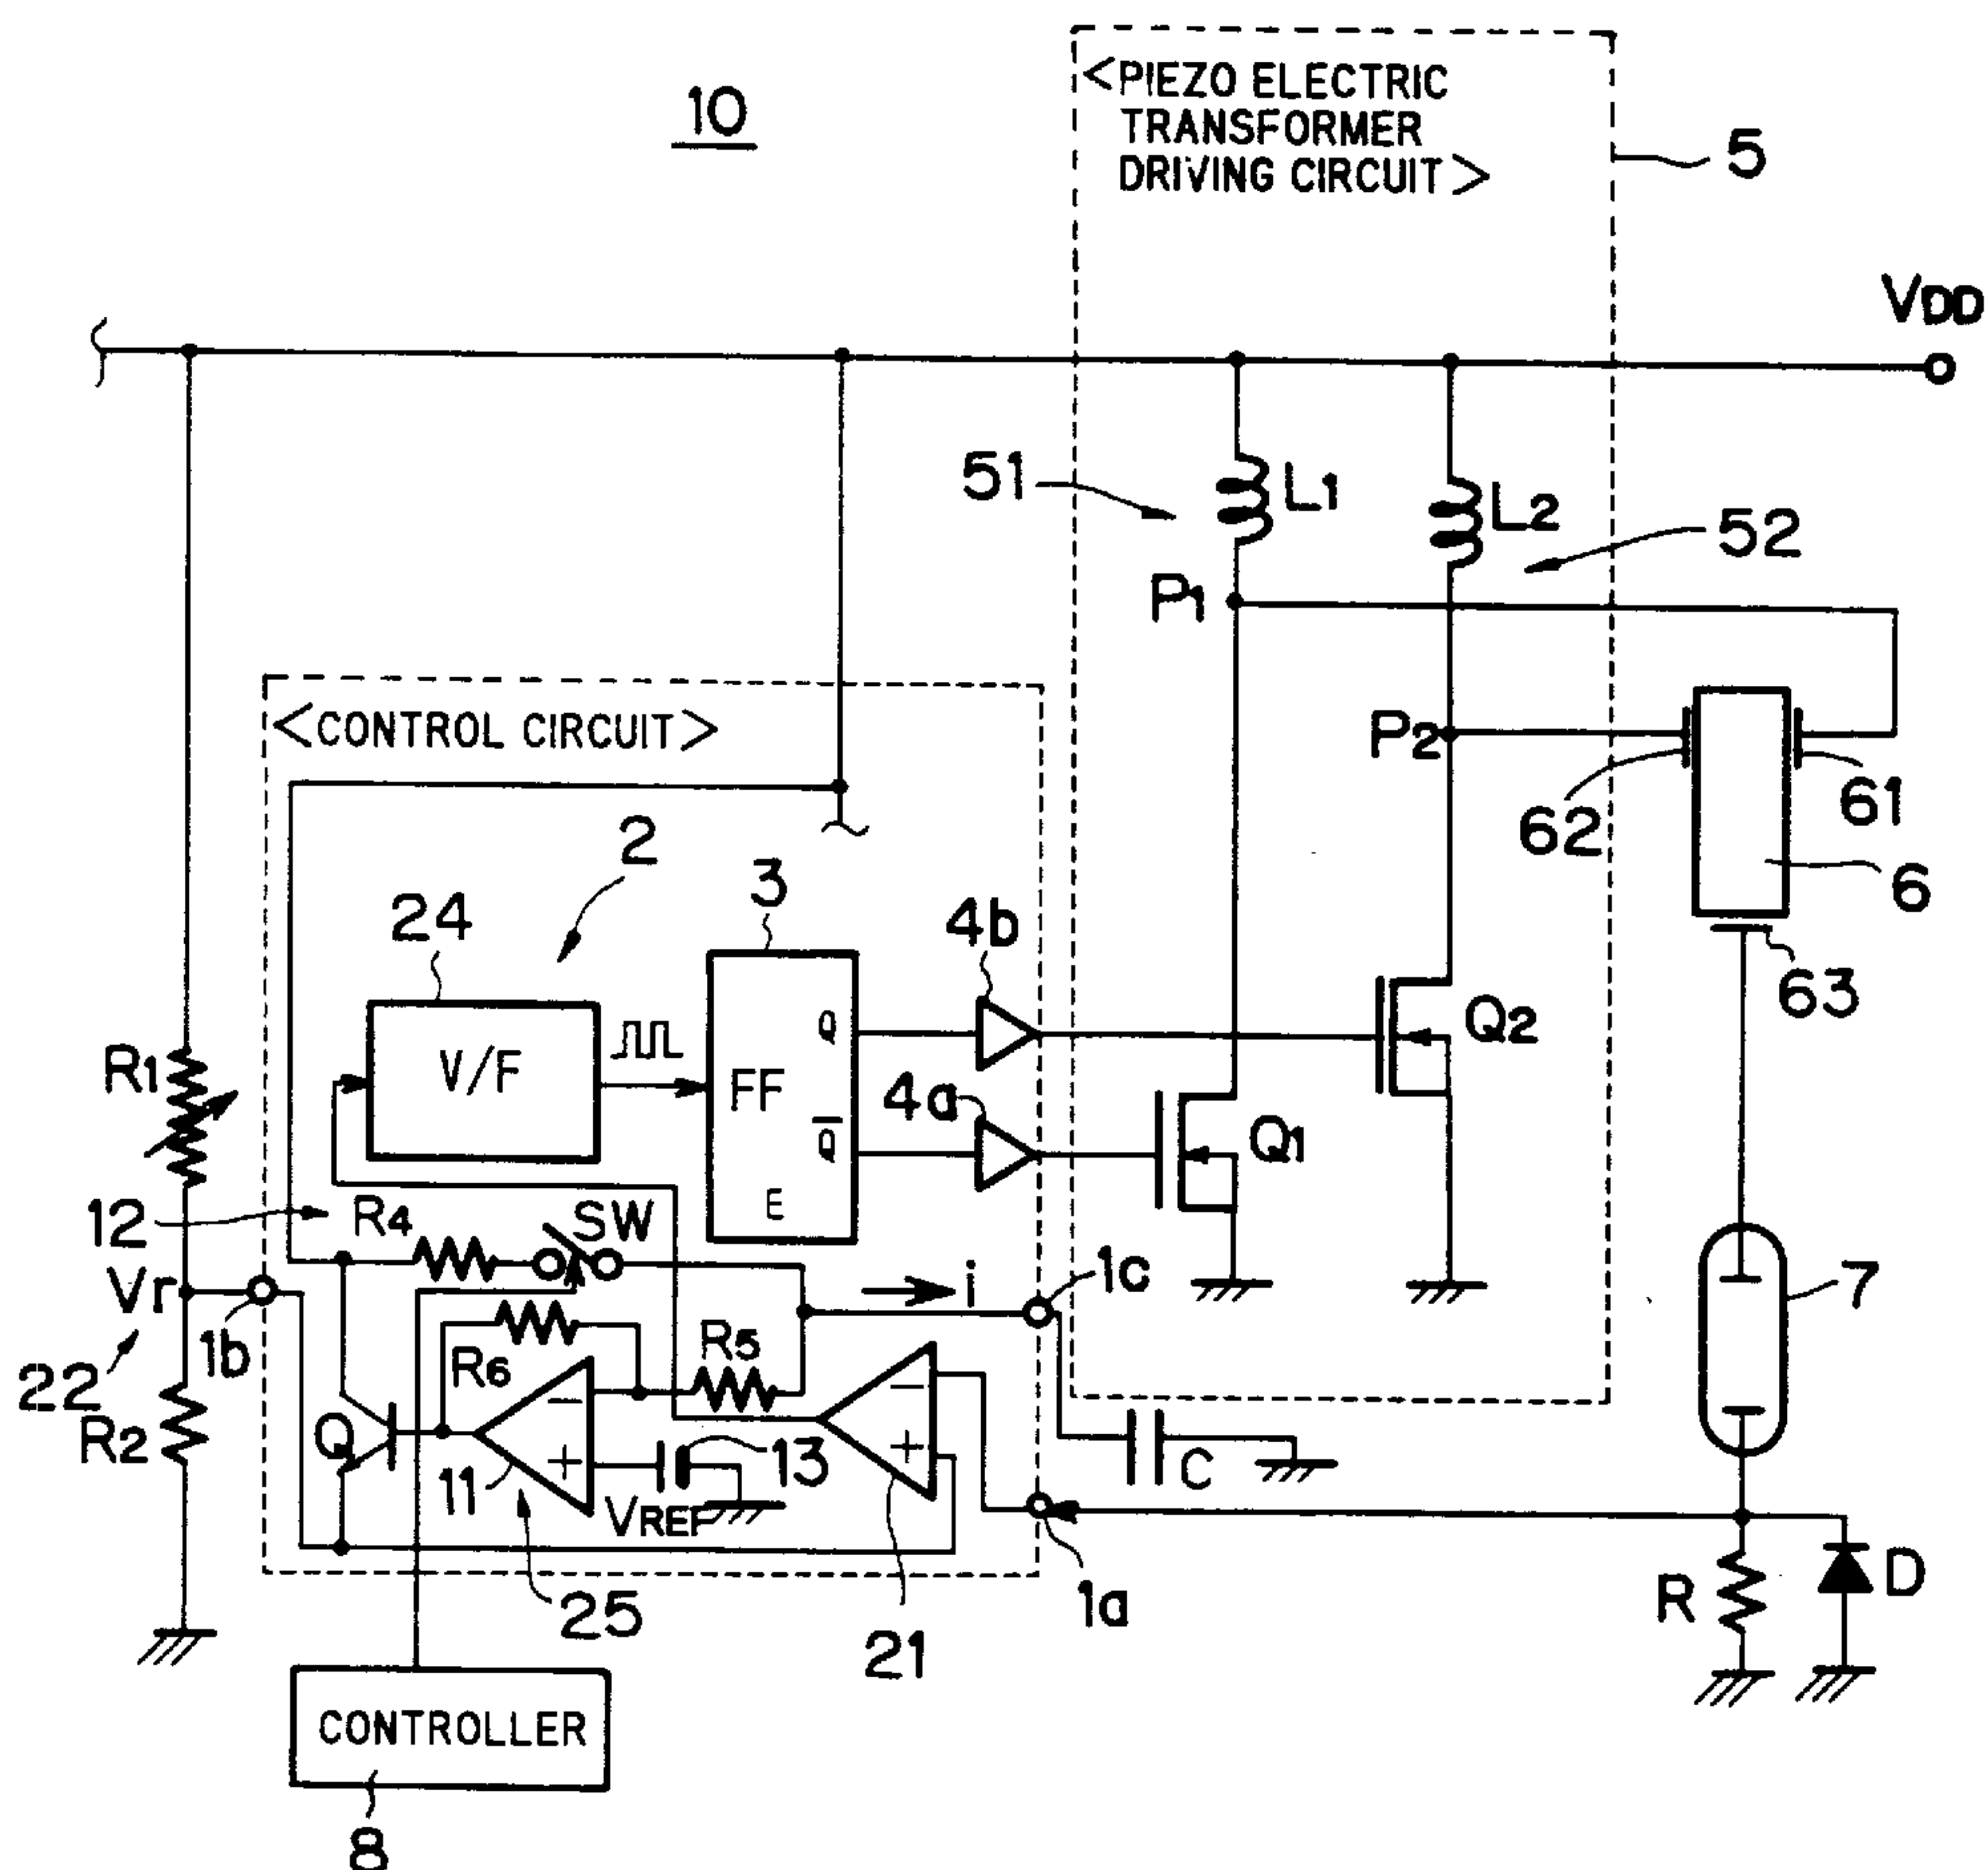 10
<PIEZO ELECTRIC
TRANSFORMER
DRIVING CIRCUIT>
5
VDD
51
L1
L2
52
P1
<CONTROL CIRCUIT>
P2
62
61
6
2
3
24
4b
63
V/F
FF
Q
Q2
R1
4a
Q̅
Q1
E
12
R4
SW
Vr
i
1c
7
1b
R5
22
R6
R2
Q
−
−
13
C
11
+
+
VREF
25
1a
R
D
21
CONTROLLER
8